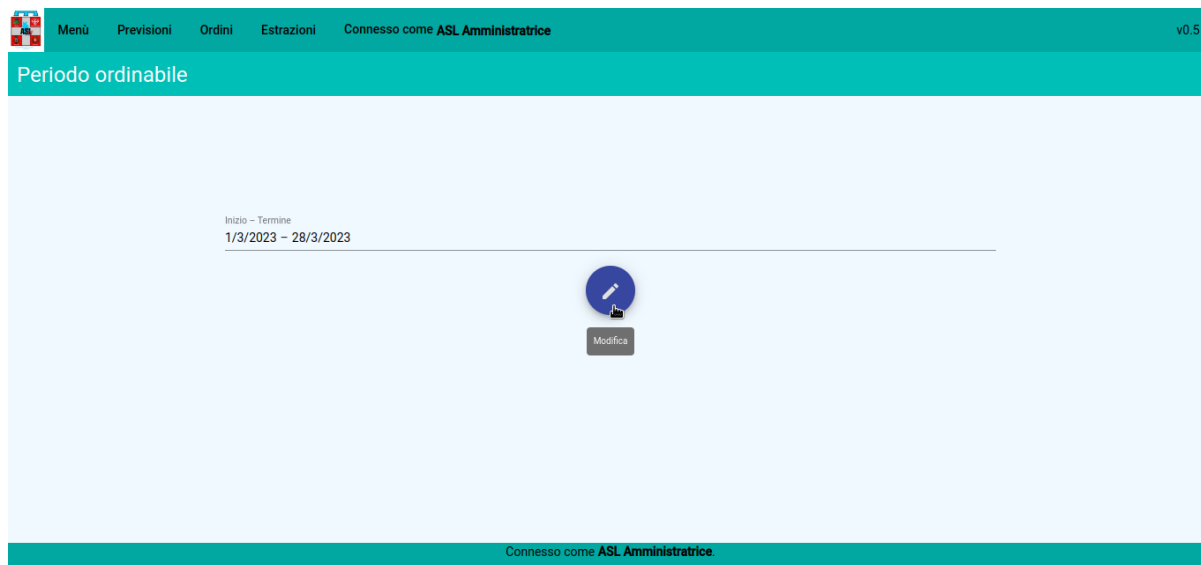 ASL
Menù Previsioni Ordini Estrazioni Connesso come ASL Amministratrice v0.5
Periodo ordinabile
Inizio – Termine
1/3/2023 – 28/3/2023
Modifica
Connesso come ASL Amministratrice.